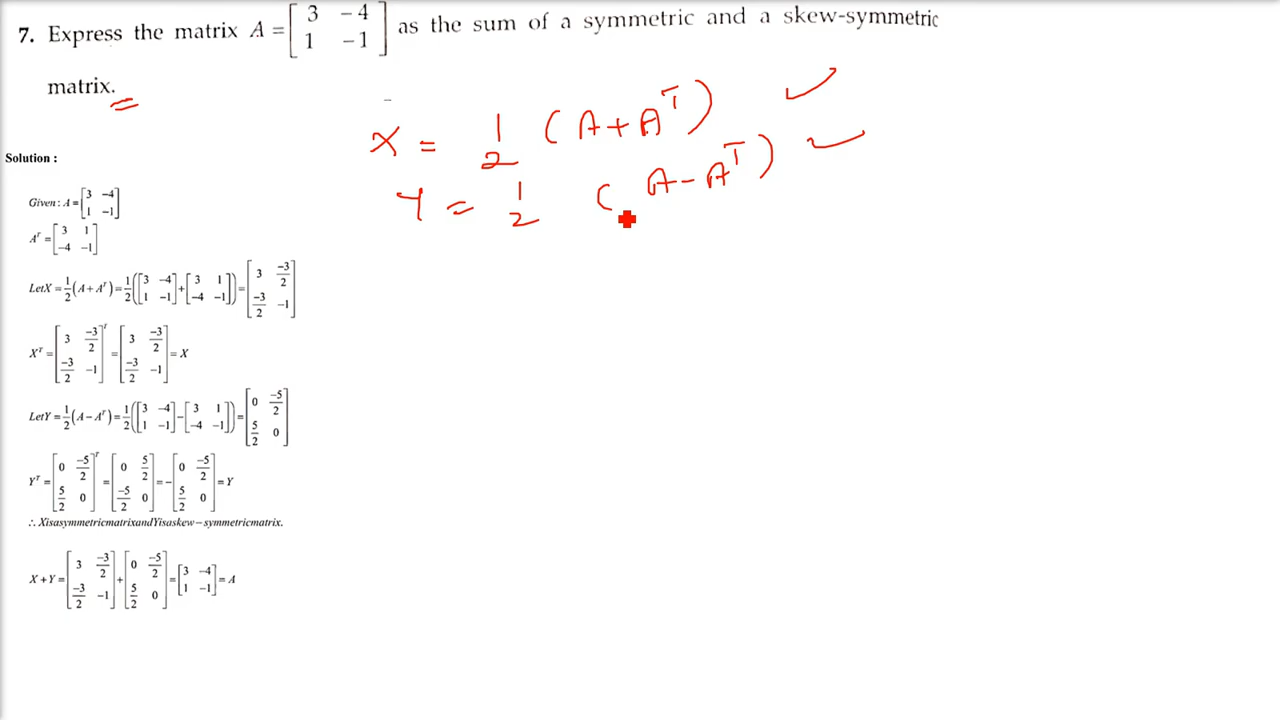 7. Express the matrix A = [3 −4; 1 −1] as the sum of a symmetric and a skew-symmetric
matrix.
X = 1/2 (A + A^T)
Y = 1/2 (A − A^T)
Solution :
Given : A = [3 −4; 1 −1]
A^T = [3 1; −4 −1]
LetX = 1/2(A + A^T) = 1/2([3 −4; 1 −1] + [3 1; −4 −1]) = [3 −3/2; −3/2 −1]
X^T = [3 −3/2; −3/2 −1]^T = [3 −3/2; −3/2 −1] = X
LetY = 1/2(A − A^T) = 1/2([3 −4; 1 −1] − [3 1; −4 −1]) = [0 −5/2; 5/2 0]
Y^T = [0 −5/2; 5/2 0]^T = [0 5/2; −5/2 0] = −[0 −5/2; 5/2 0] = Y
∴ XisasymmetricmatrixandYisaskew−symmetricmatrix.
X + Y = [3 −3/2; −3/2 −1] + [0 −5/2; 5/2 0] = [3 −4; 1 −1] = A